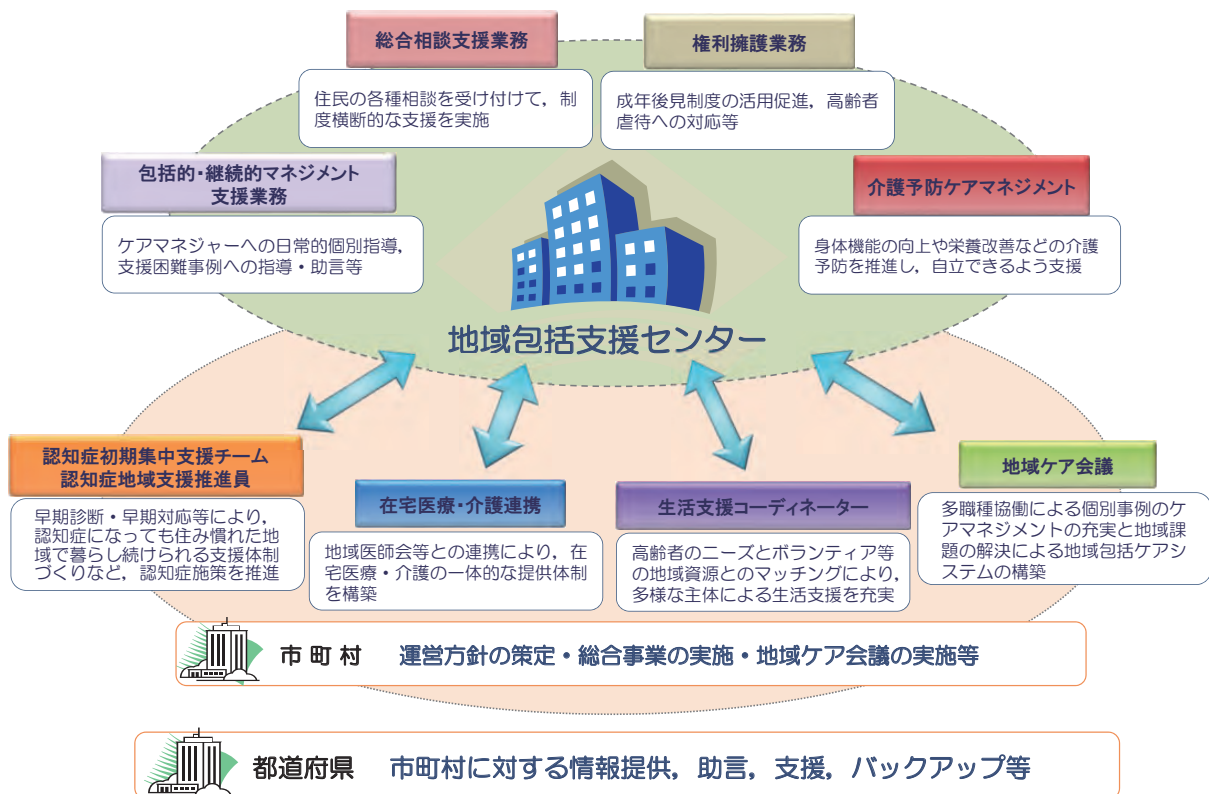 総合相談支援業務
住民の各種相談を受け付けて，制
度横断的な支援を実施
権利擁護業務
成年後見制度の活用促進，高齢者
虐待への対応等
包括的・継続的マネジメント
支援業務
ケアマネジャーへの日常的個別指導，
支援困難事例への指導・助言等
介護予防ケアマネジメント
身体機能の向上や栄養改善などの介護
予防を推進し，自立できるよう支援
地域包括支援センター
認知症初期集中支援チーム
認知症地域支援推進員
早期診断・早期対応等により，
認知症になっても住み慣れた地
域で暮らし続けられる支援体制
づくりなど，認知症施策を推進
在宅医療・介護連携
地域医師会等との連携により，在
宅医療・介護の一体的な提供体制
を構築
生活支援コーディネーター
高齢者のニーズとボランティア等
の地域資源とのマッチングにより，
多様な主体による生活支援を充実
地域ケア会議
多職種協働による個別事例のケ
アマネジメントの充実と地域課
題の解決による地域包括ケアシ
ステムの構築
市町村 運営方針の策定・総合事業の実施・地域ケア会議の実施等
都道府県 市町村に対する情報提供，助言，支援，バックアップ等